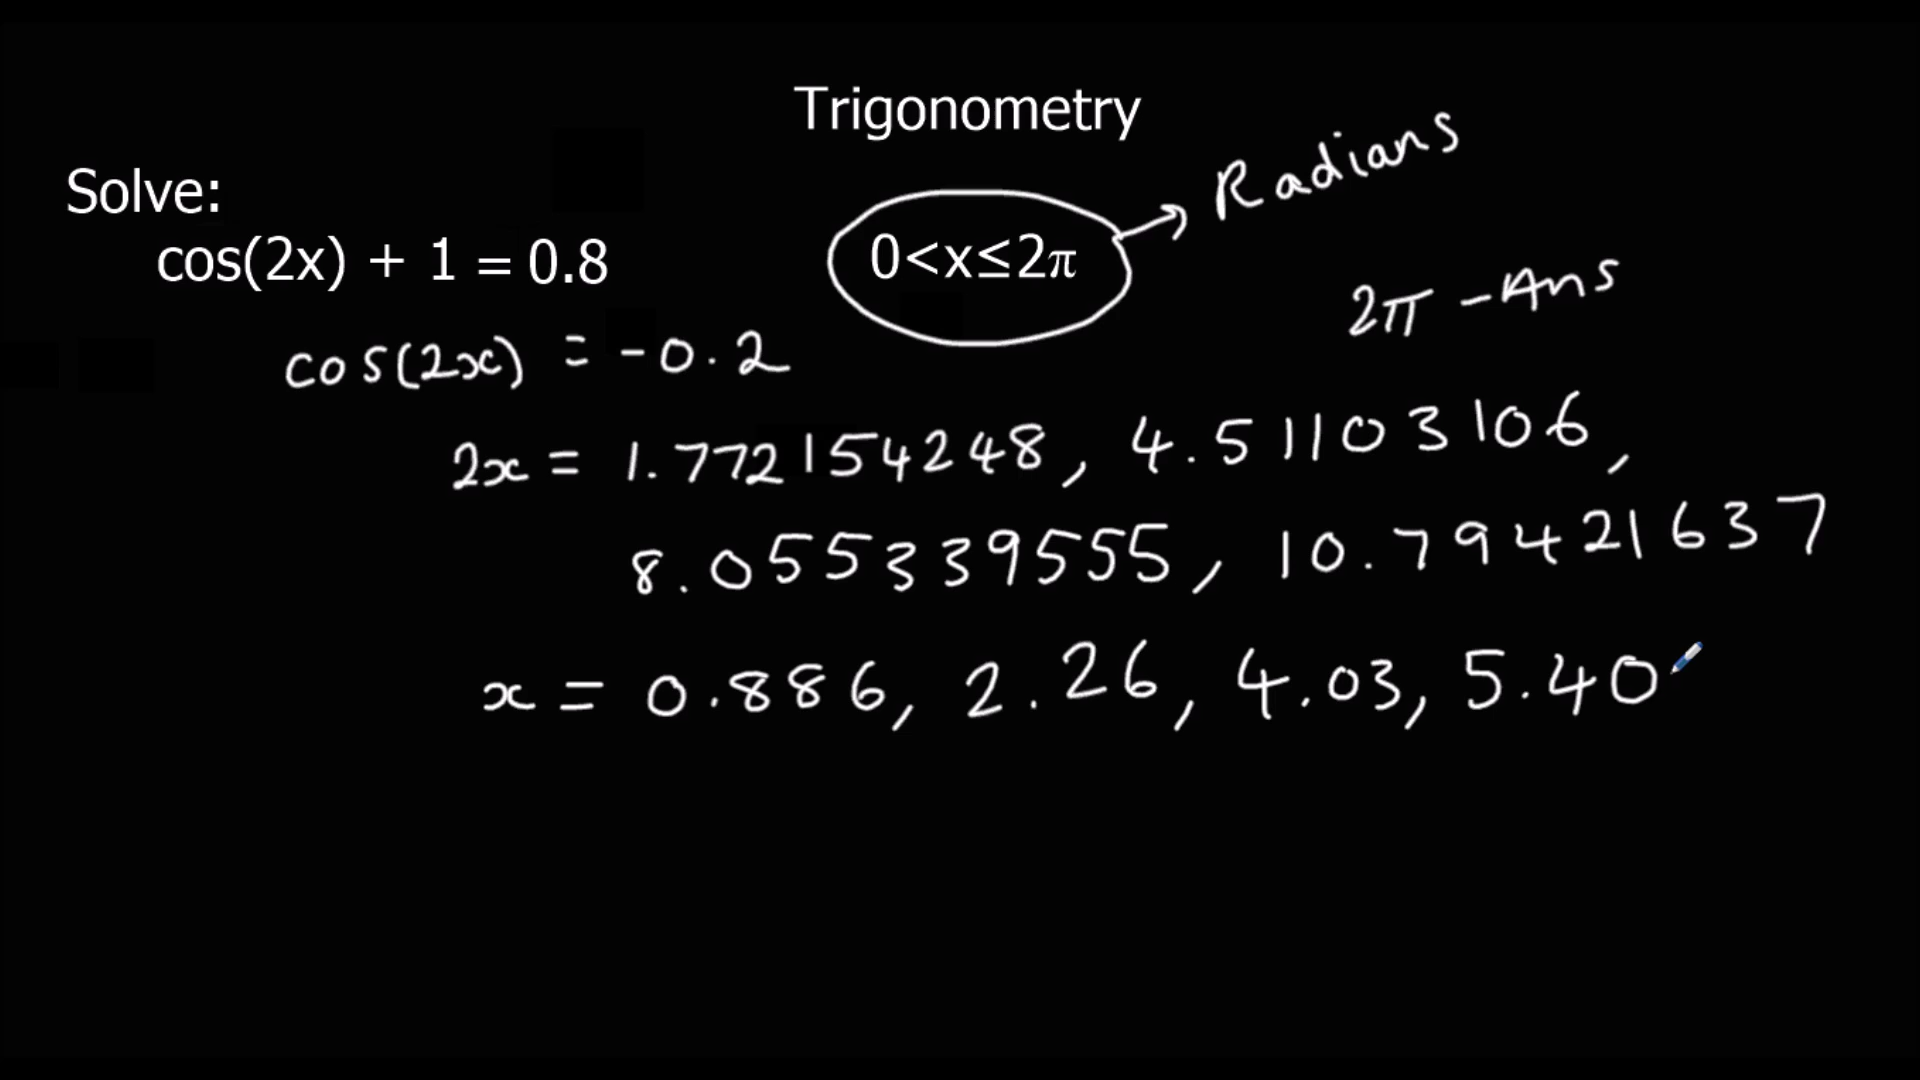 Trigonometry
Radians
Solve:
cos(2x) + 1 = 0.8
0<x≤2π
2π - Ans
cos(2x) = -0.2
2x = 1.772154248, 4.511103106,
8.055339555, 10.79421637
x = 0.886, 2.26, 4.03, 5.40